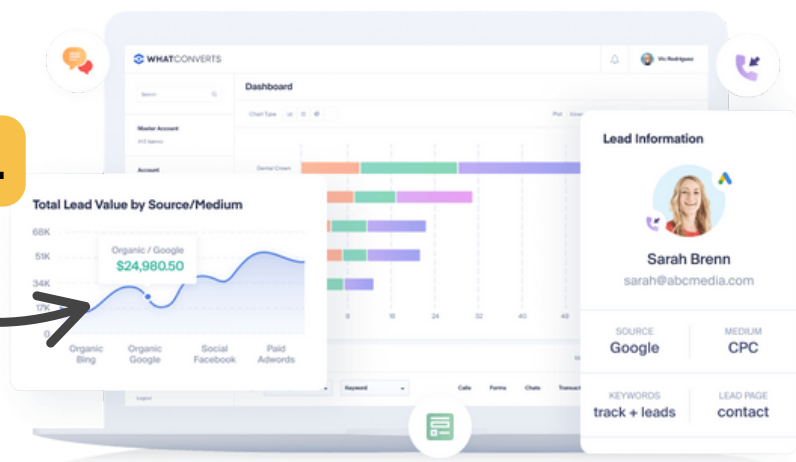 WHATCONVERTS
Vic Rodriguez
Search
Dashboard
Chart Type
Master Account
Account
Dental Crown
8
16
24
32
40
48
Keyword
Calls
Forms
Chats
Logout
Total Lead Value by Source/Medium
68K
51K
34K
17K
0
Organic / Google
$24,980.50
Organic Bing
Organic Google
Social Facebook
Paid Adwords
Lead Information
Sarah Brenn
sarah@abcmedia.com
SOURCE
Google
MEDIUM
CPC
KEYWORDS
track + leads
LEAD PAGE
contact